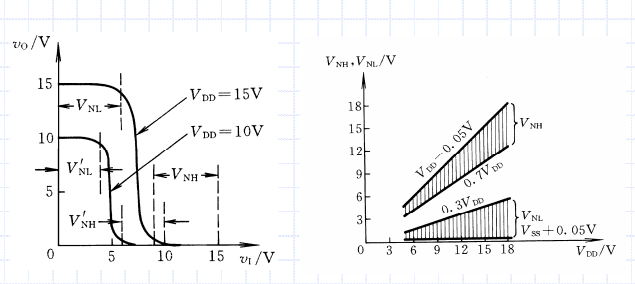 v_O/V
15
V_NL
V_DD=15V
10
V_DD=10V
V'_NL
V_NH
5
V'_NH
0 5 10 15 v_I/V
V_NH,V_NL/V
18
15
12
9
6
3
V_DD-0.05V
V_NH
0.7V_DD
0.3V_DD
V_NL
V_SS+0.05V
0 3 6 9 12 15 18 V_DD/V